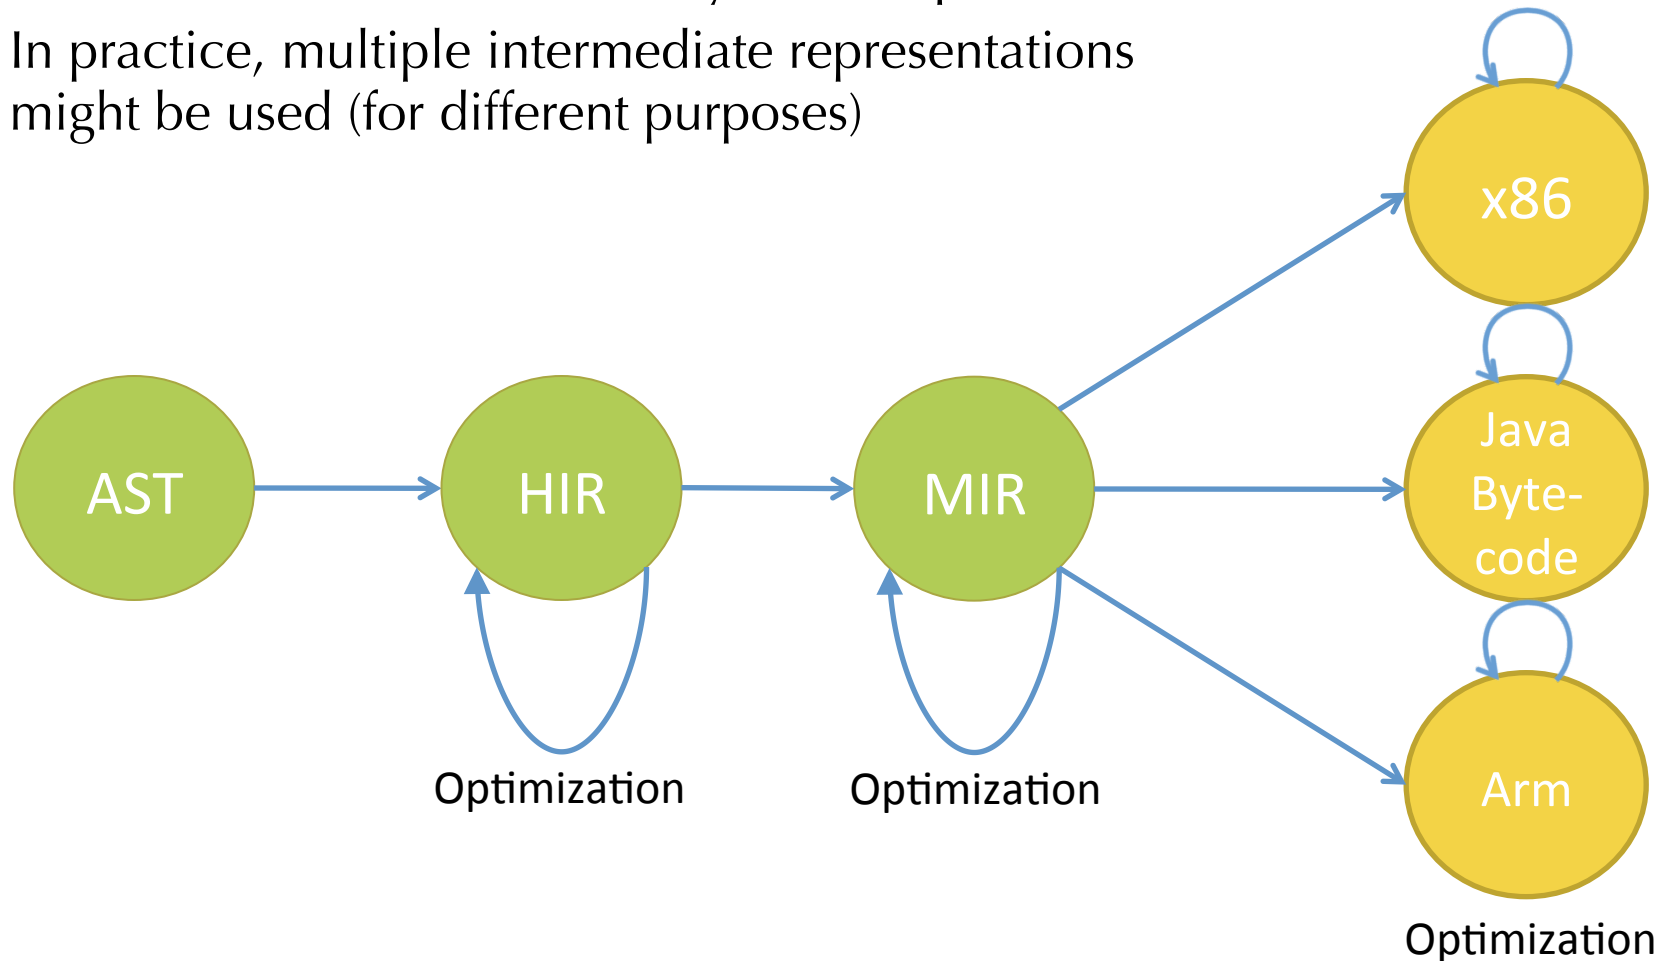 In practice, multiple intermediate representations
might be used (for different purposes)
x86
Java
Byte-
code
AST
HIR
MIR
Arm
Optimization
Optimization
Optimization